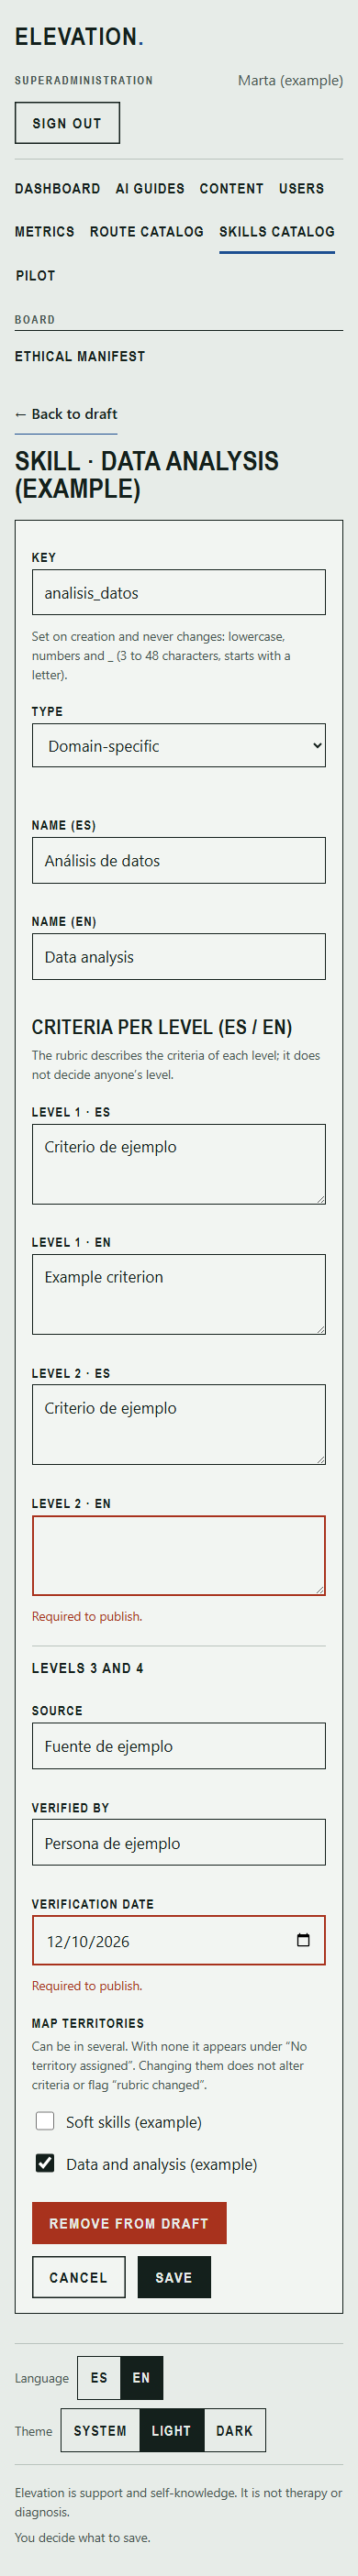 ELEVATION.
SUPERADMINISTRATION
Marta (example)
SIGN OUT
DASHBOARD AI GUIDES CONTENT USERS
METRICS ROUTE CATALOG SKILLS CATALOG
PILOT
BOARD
ETHICAL MANIFEST
← Back to draft
SKILL · DATA ANALYSIS
(EXAMPLE)
KEY
analisis_datos
Set on creation and never changes: lowercase,
numbers and _ (3 to 48 characters, starts with a
letter).
TYPE
Domain-specific
NAME (ES)
Análisis de datos
NAME (EN)
Data analysis
CRITERIA PER LEVEL (ES / EN)
The rubric describes the criteria of each level; it does
not decide anyone's level.
LEVEL 1 · ES
Criterio de ejemplo
LEVEL 1 · EN
Example criterion
LEVEL 2 · ES
Criterio de ejemplo
LEVEL 2 · EN
Required to publish.
LEVELS 3 AND 4
SOURCE
Fuente de ejemplo
VERIFIED BY
Persona de ejemplo
VERIFICATION DATE
12/10/2026
Required to publish.
MAP TERRITORIES
Can be in several. With none it appears under “No
territory assigned”. Changing them does not alter
criteria or flag “rubric changed”.
Soft skills (example)
Data and analysis (example)
REMOVE FROM DRAFT
CANCEL SAVE
Language ES EN
Theme SYSTEM LIGHT DARK
Elevation is support and self-knowledge. It is not therapy or
diagnosis.
You decide what to save.